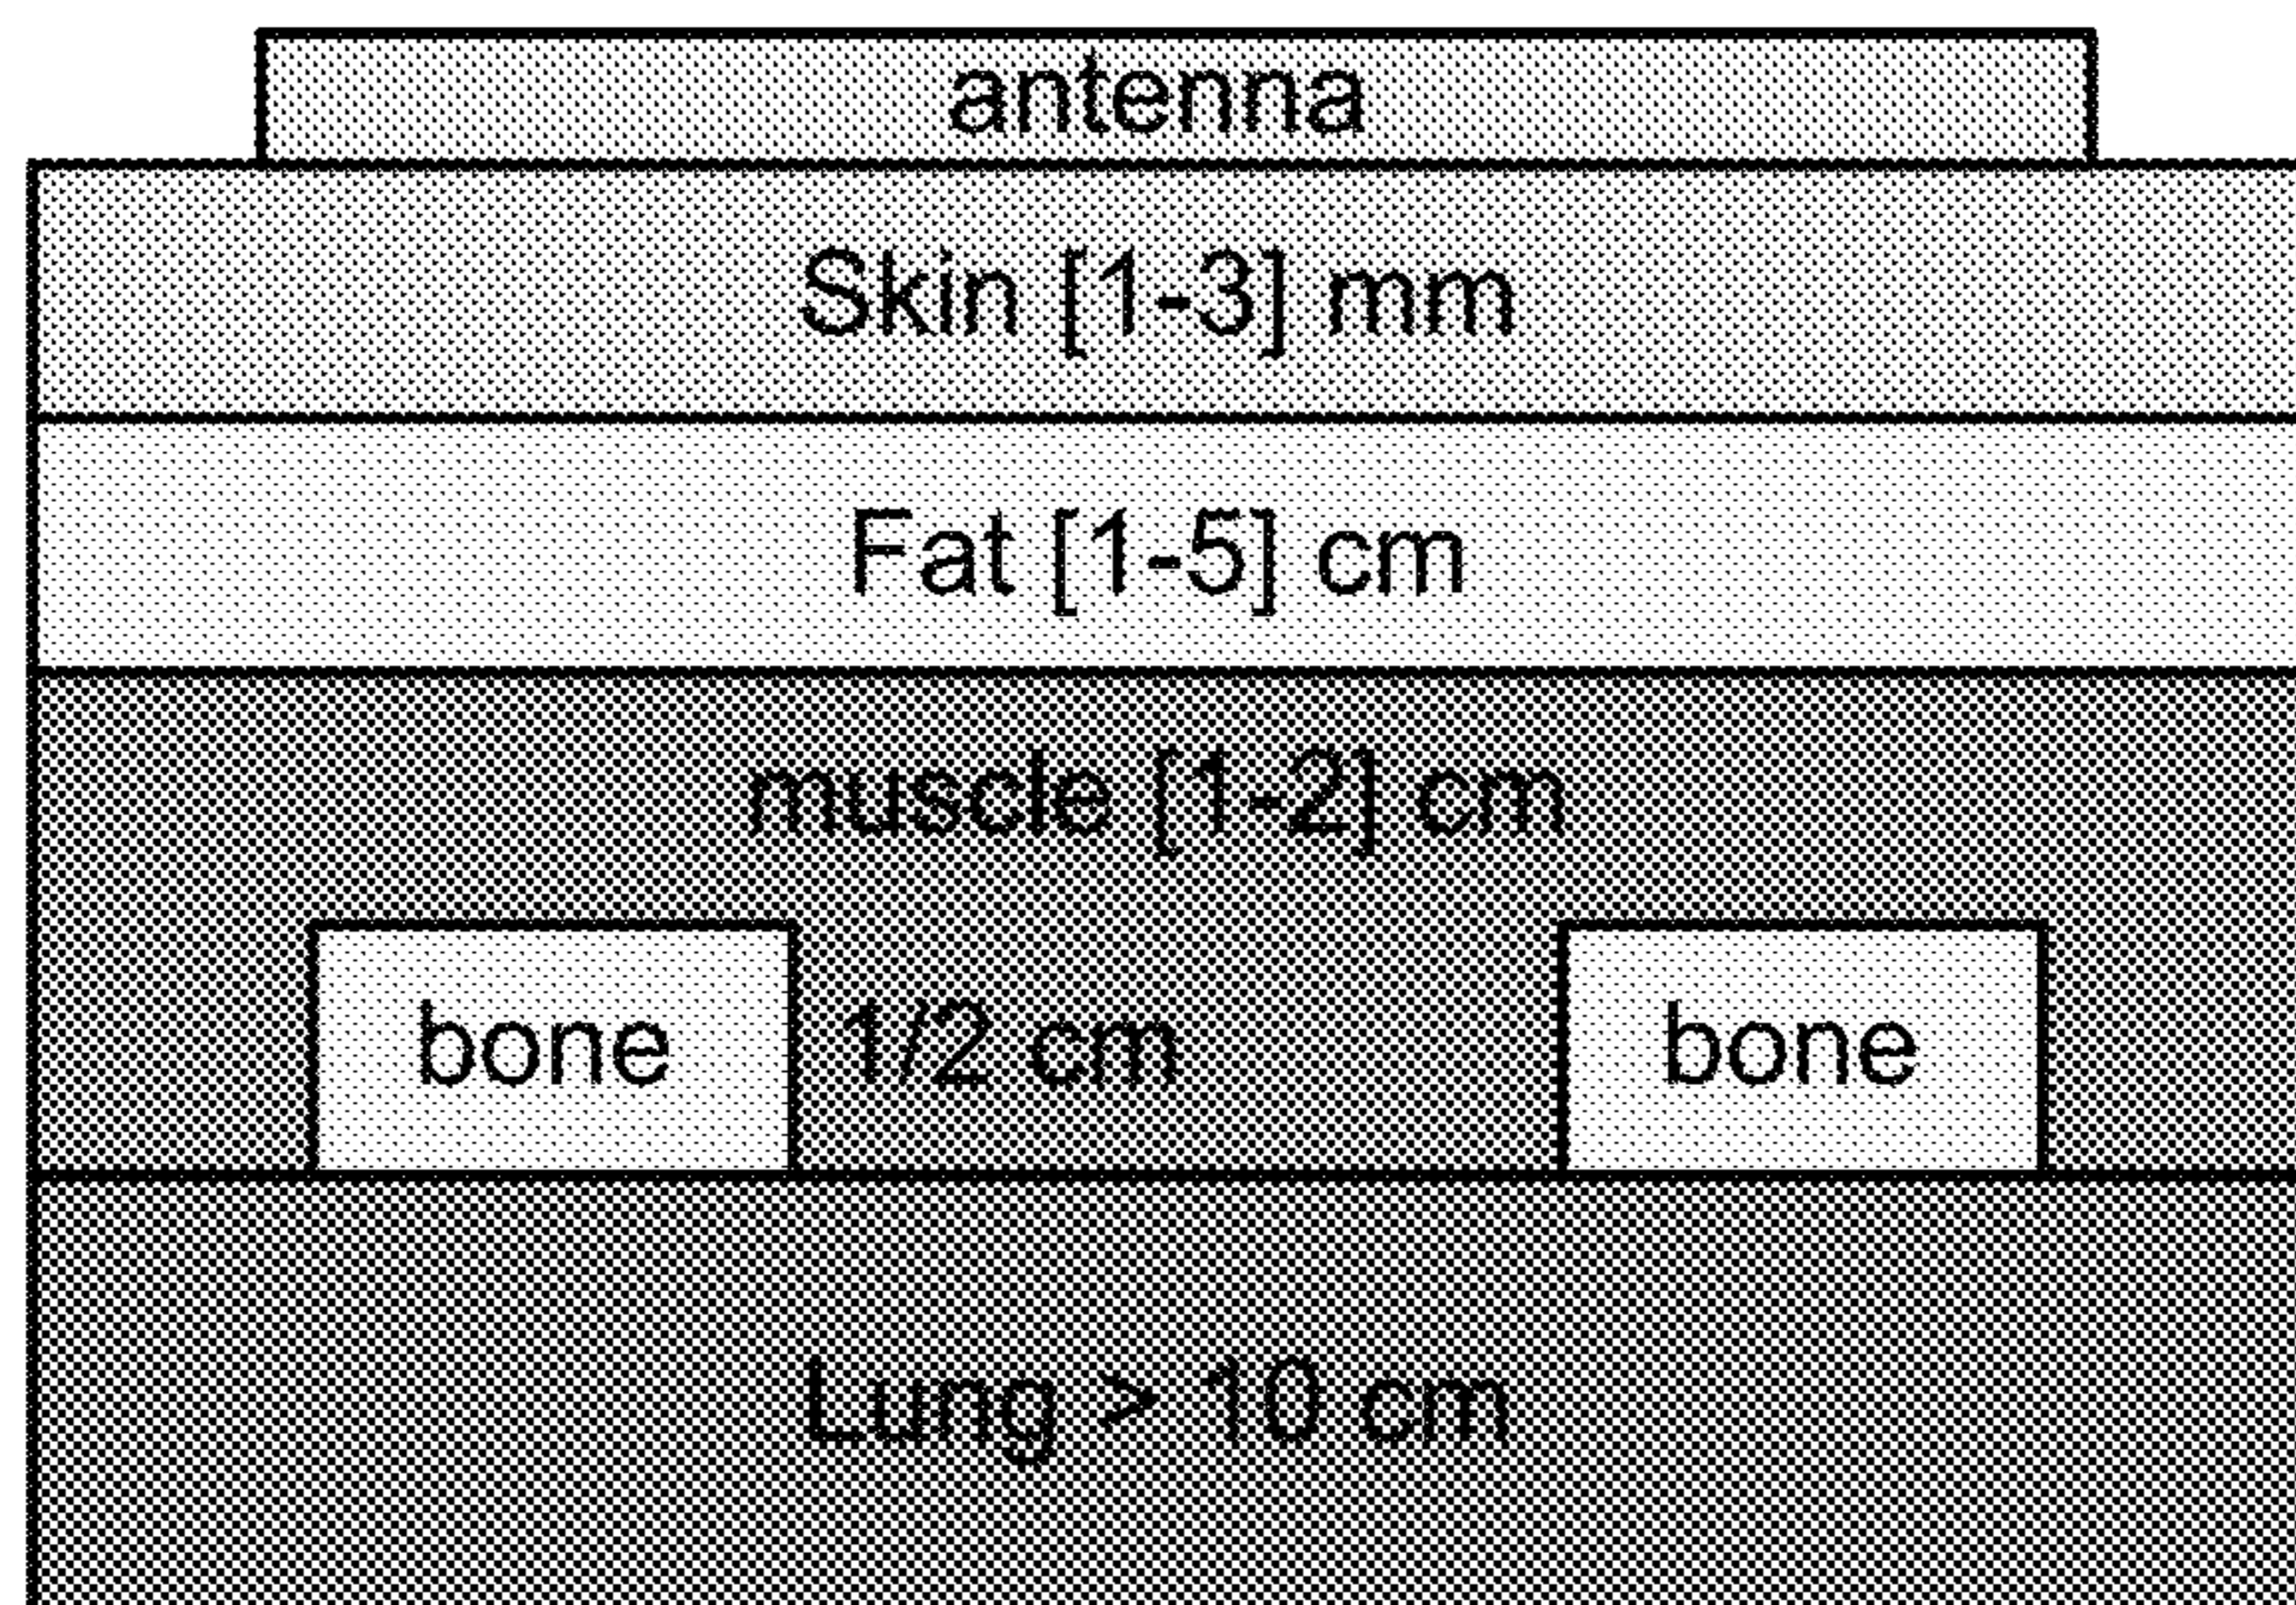 antenna
Skin [1-3] mm
Fat [1-5] cm
muscle [1-2] cm
bone 1/2 cm bone
Lung > 10 cm